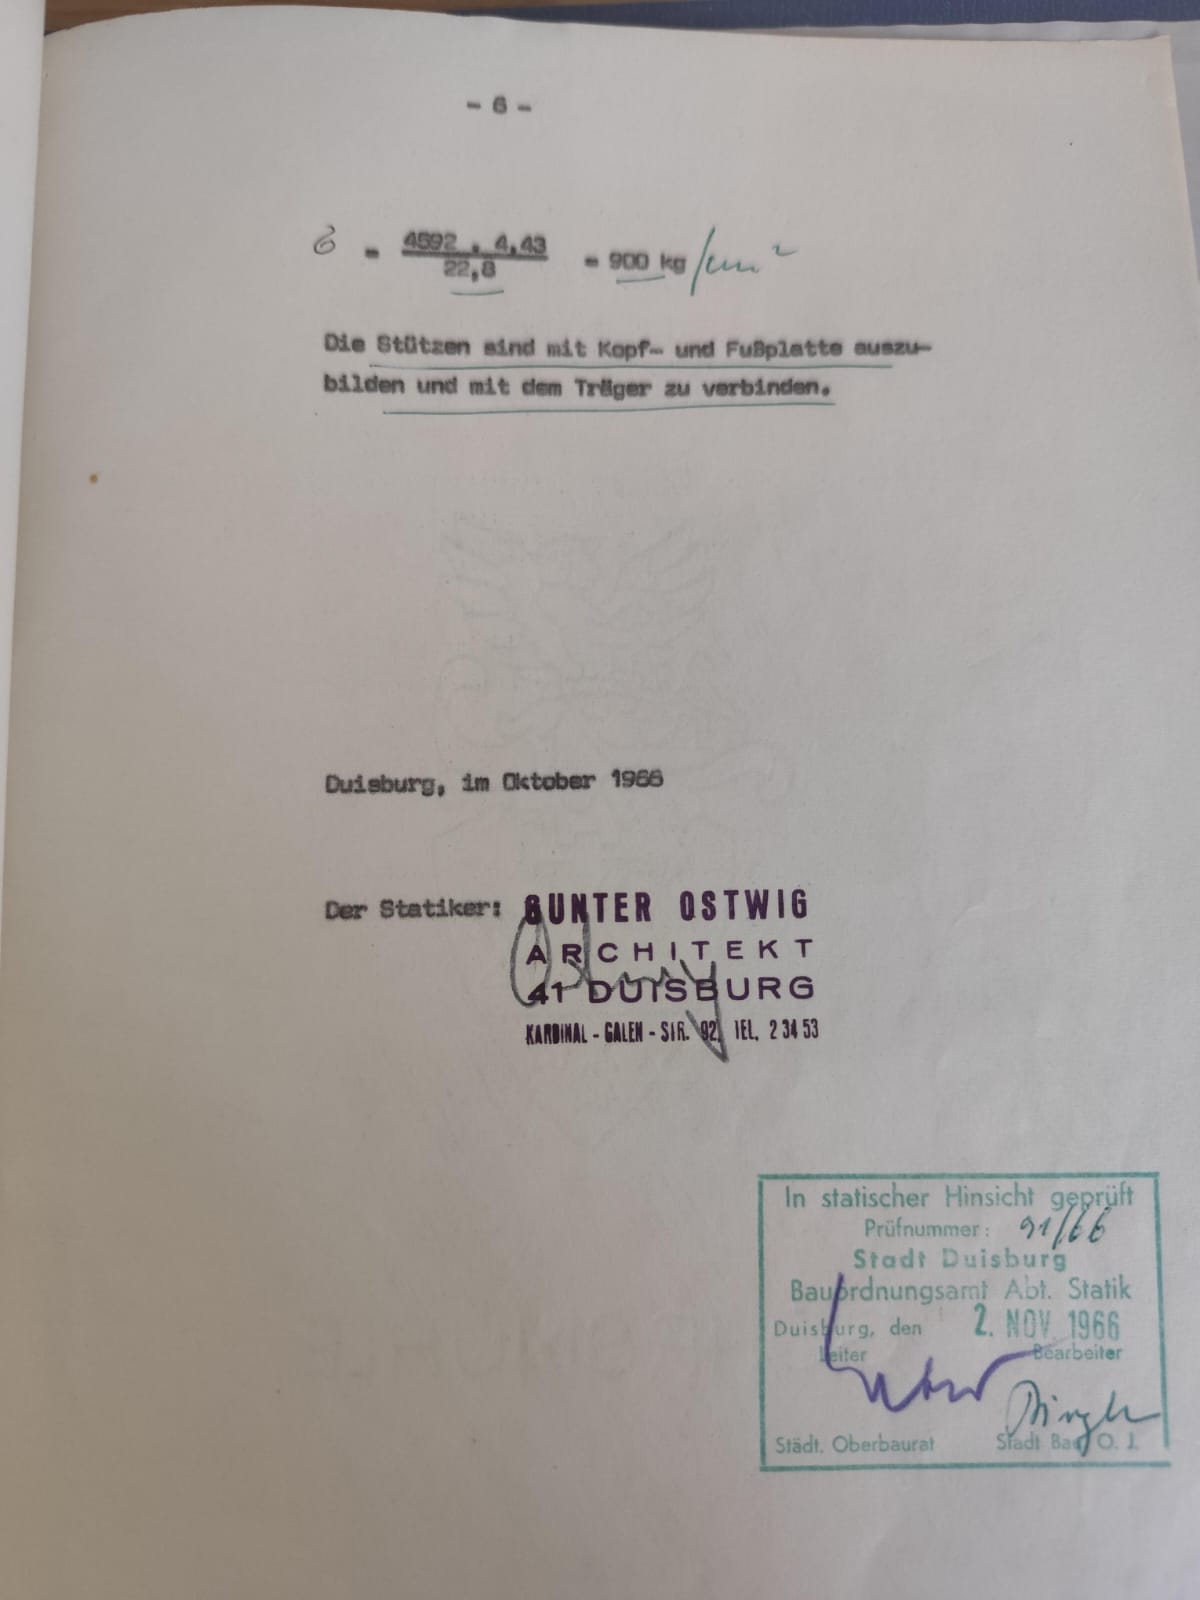 - 6 -
σ = 4592 . 4,43 / 22,8 = 900 kg/cm²
Die Stützen sind mit Kopf- und Fußplatte auszu-
bilden und mit dem Träger zu verbinden.
Duisburg, im Oktober 1966
Der Statiker: GUNTER OSTWIG
ARCHITEKT
41 DUISBURG
KARDINAL - GALEN - STR. 92, TEL. 2 34 53
In statischer Hinsicht geprüft
Prüfnummer: 91/66
Stadt Duisburg
Bauordnungsamt Abt. Statik
Duisburg, den 2. NOV. 1966
Leiter Bearbeiter
Städt. Oberbaurat Stadt Bau O. I.